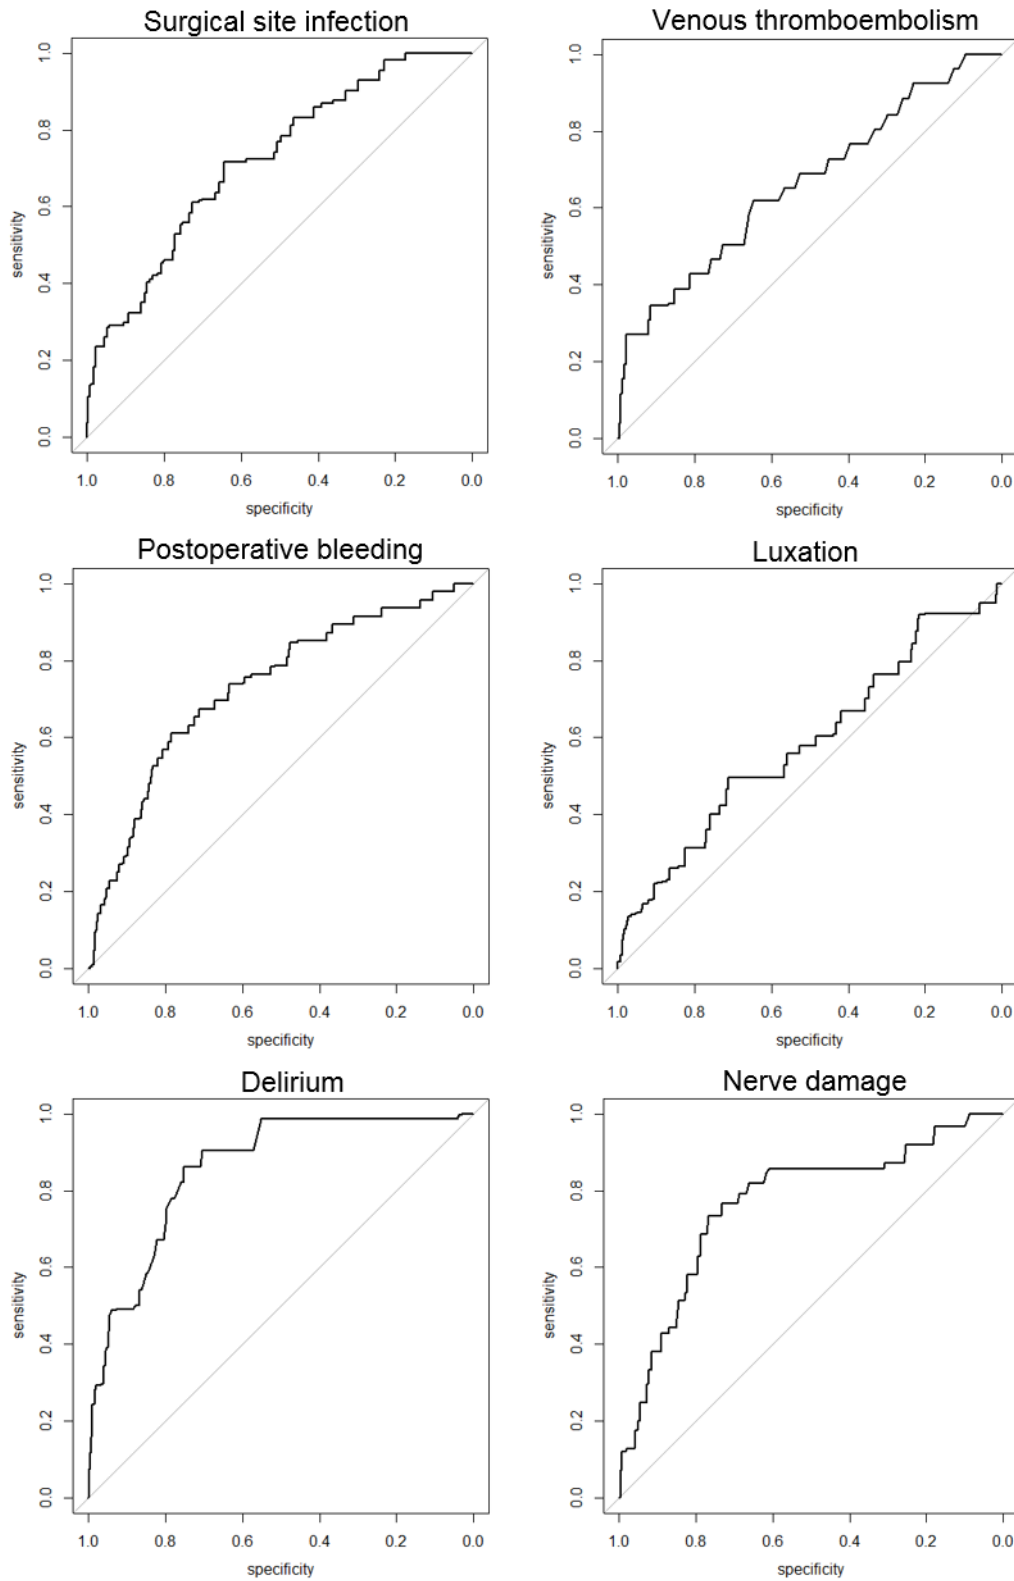 Surgical site infection
1.0
0.8
0.6
0.4
0.2
0.0
sensitivity
1.0 0.8 0.6 0.4 0.2 0.0
specificity
Venous thromboembolism
1.0
0.8
0.6
0.4
0.2
0.0
sensitivity
1.0 0.8 0.6 0.4 0.2 0.0
specificity
Postoperative bleeding
1.0
0.8
0.6
0.4
0.2
0.0
sensitivity
1.0 0.8 0.6 0.4 0.2 0.0
specificity
Luxation
1.0
0.8
0.6
0.4
0.2
0.0
sensitivity
1.0 0.8 0.6 0.4 0.2 0.0
specificity
Delirium
1.0
0.8
0.6
0.4
0.2
0.0
sensitivity
1.0 0.8 0.6 0.4 0.2 0.0
specificity
Nerve damage
1.0
0.8
0.6
0.4
0.2
0.0
sensitivity
1.0 0.8 0.6 0.4 0.2 0.0
specificity